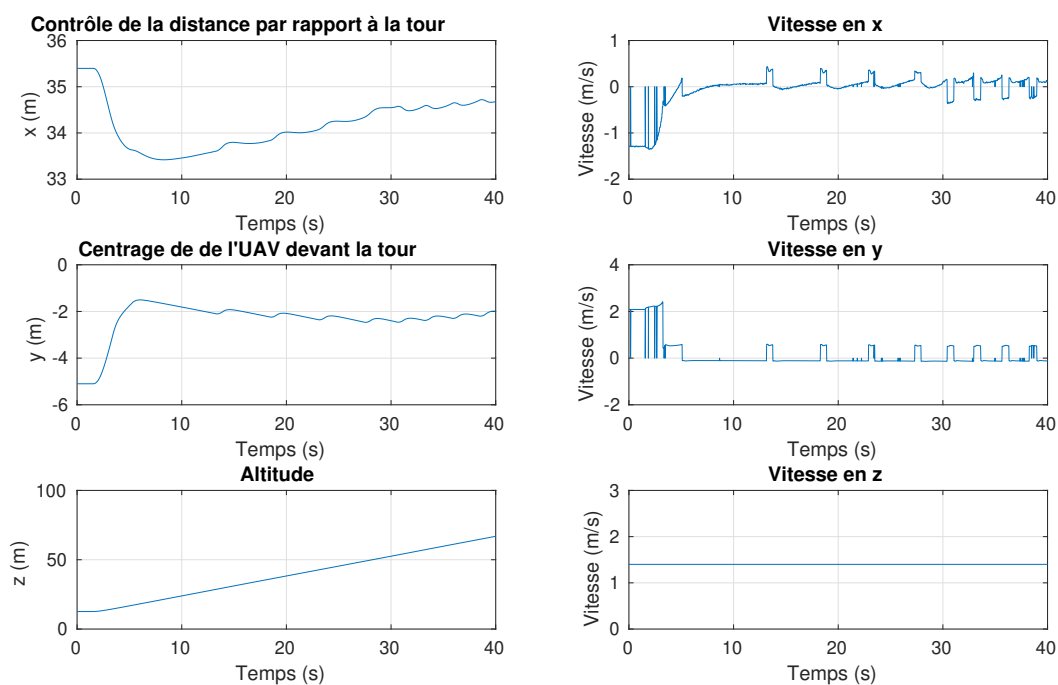 Contrôle de la distance par rapport à la tour
36
35
34
33
x (m)
0 10 20 30 40
Temps (s)
Vitesse en x
1
0
-1
-2
Vitesse (m/s)
0 10 20 30 40
Temps (s)
Centrage de de l'UAV devant la tour
0
-2
-4
-6
y (m)
0 10 20 30 40
Temps (s)
Vitesse en y
4
2
0
-2
Vitesse (m/s)
0 10 20 30 40
Temps (s)
Altitude
100
50
0
z (m)
0 10 20 30 40
Temps (s)
Vitesse en z
3
2
1
0
Vitesse (m/s)
0 10 20 30 40
Temps (s)